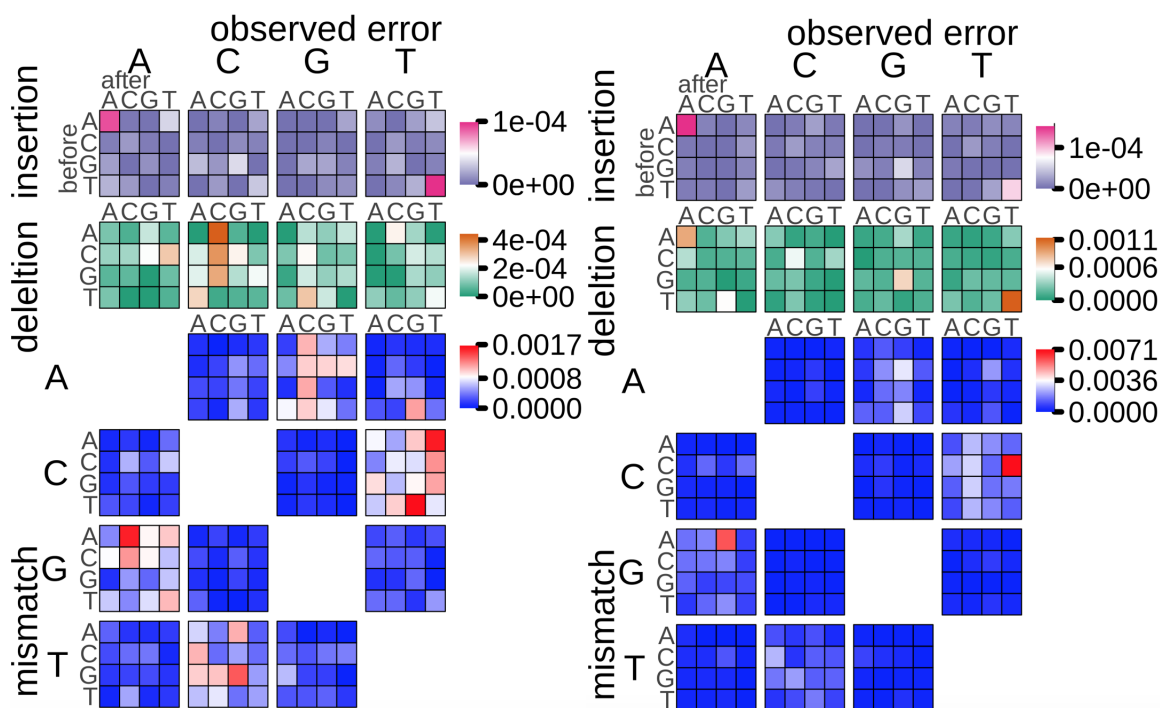 observed error
A C G T
after
ACGT ACGT ACGT ACGT
insertion
before
A
C
G
T
1e-04
0e+00
ACGT ACGT ACGT ACGT
deleltion
A
C
G
T
4e-04
2e-04
0e+00
ACGT ACGT ACGT
A
0.0017
0.0008
0.0000
C
A
C
G
T
mismatch
G
A
C
G
T
T
A
C
G
T
observed error
A C G T
after
ACGT ACGT ACGT ACGT
insertion
before
A
C
G
T
1e-04
0e+00
ACGT ACGT ACGT ACGT
deleltion
A
C
G
T
0.0011
0.0006
0.0000
ACGT ACGT ACGT
A
0.0071
0.0036
0.0000
C
A
C
G
T
mismatch
G
A
C
G
T
T
A
C
G
T